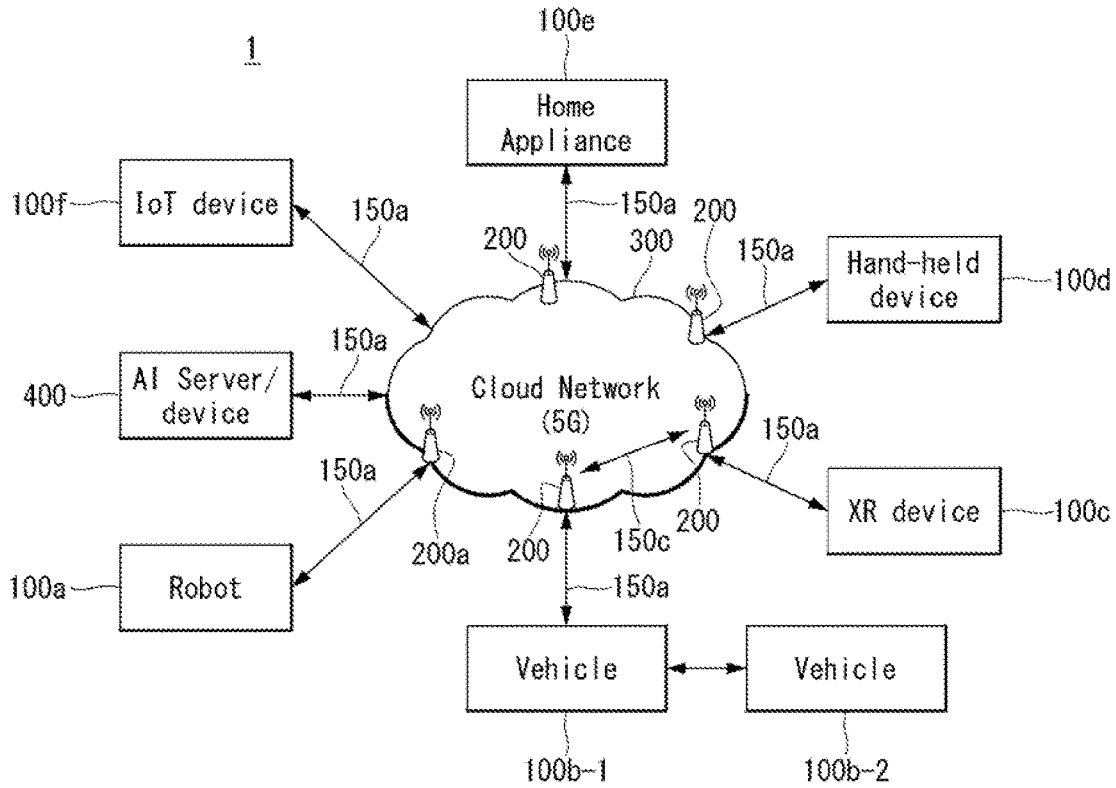 1
100e
Home
Appliance
100f
IoT device
150a
150a
200
300
200
150a
Hand-held
device
100d
400
AI Server/
device
150a
Cloud Network
(5G)
150a
150a
200a
200
150c
200
XR device
100c
100a
Robot
150a
Vehicle
Vehicle
100b-1
100b-2